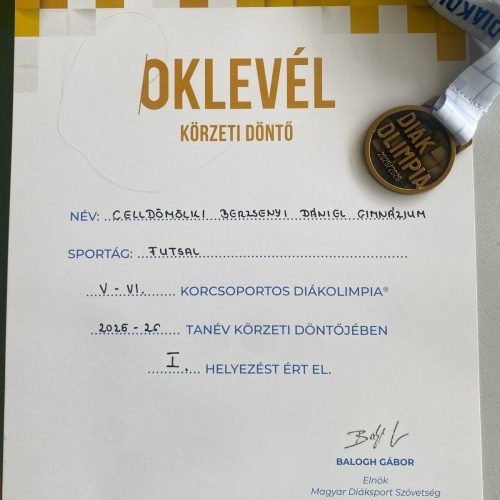 OKLEVÉL
KÖRZETI DÖNTŐ
NÉV: CELLDÖMÖLKI BERZSENYI DÁNIEL GIMNÁZIUM
SPORTÁG: FUTSAL
V - VI. KORCSOPORTOS DIÁKOLIMPIA®
2025 - 26 TANÉV KÖRZETI DÖNTŐJÉBEN
I. HELYEZÉST ÉRT EL.
BALOGH GÁBOR
Elnök
Magyar Diáksport Szövetség
DIÁK
OLIMPIA
DIÁKOL